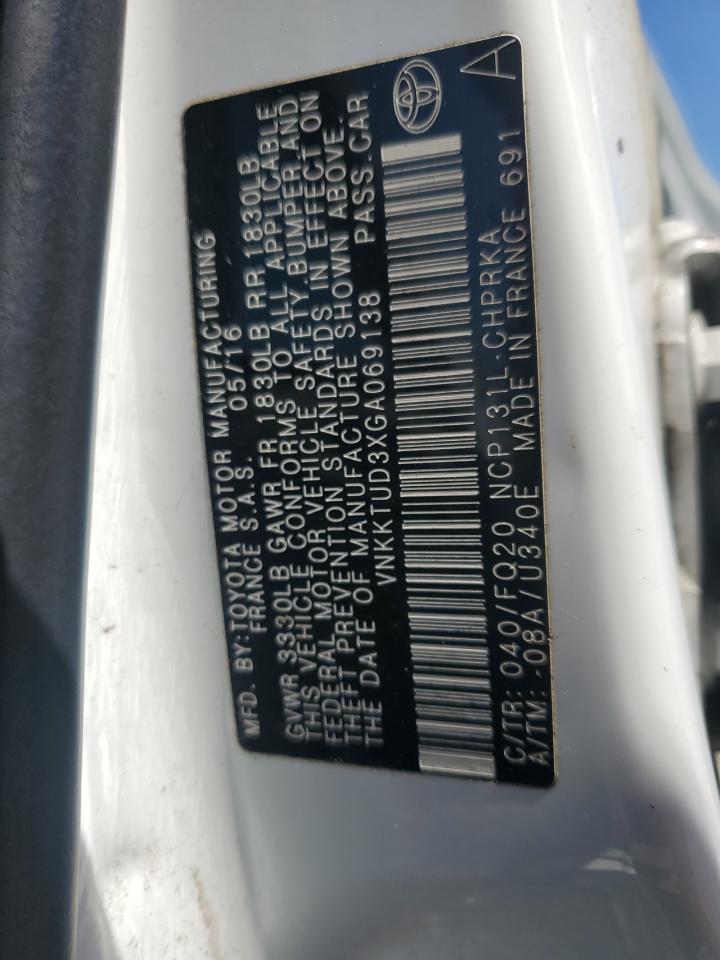 MFD. BY: TOYOTA MOTOR MANUFACTURING
FRANCE S.A.S. 05/16
GVWR 3330LB GAWR FR 1830LB RR 1830LB
THIS VEHICLE CONFORMS TO ALL APPLICABLE
FEDERAL MOTOR VEHICLE SAFETY, BUMPER, AND
THEFT PREVENTION STANDARDS IN EFFECT ON
THE DATE OF MANUFACTURE SHOWN ABOVE.
VNKKTUD3XGA069138 PASS.CAR
C/TR: 040/FQ20 NCP131L-CHPRKA
A/TM: -08A/U340E MADE IN FRANCE 691
A